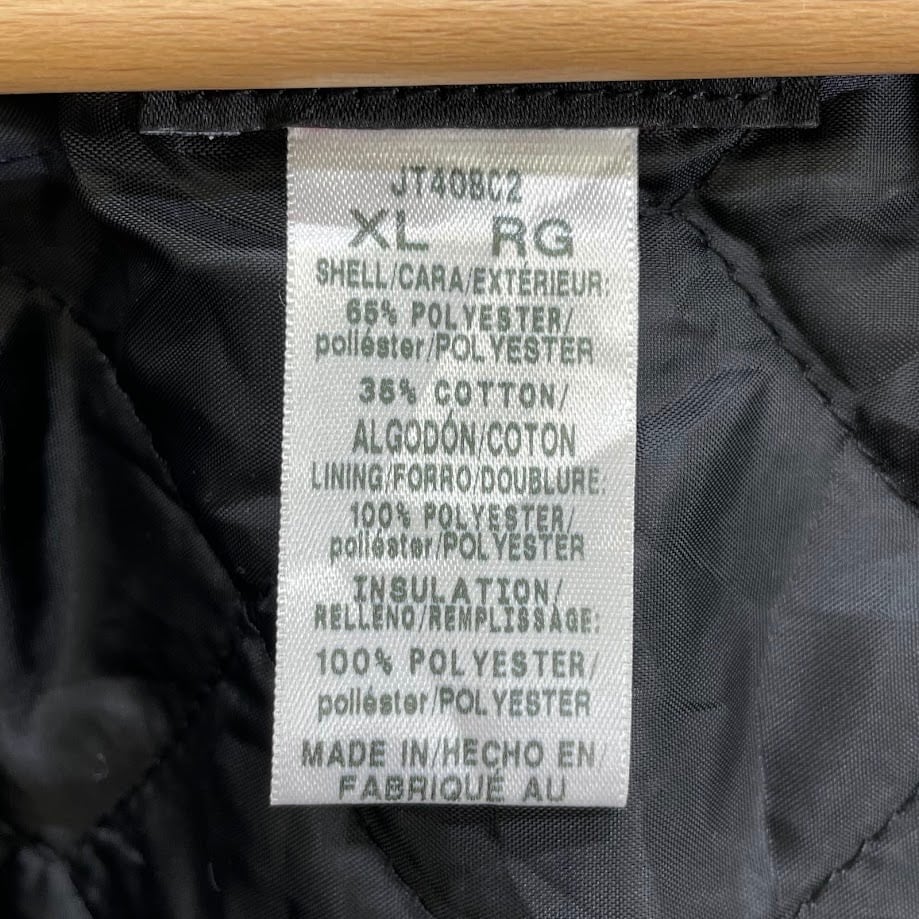 JT40802
XL RG
SHELL/CARA/EXTÉRIEUR:
65% POLYESTER/
poliéster/POLYESTER
35% COTTON/
ALGODÓN/COTON
LINING/FORRO/DOUBLURE:
100% POLYESTER/
poliéster/POLYESTER
INSULATION/
RELLENO/REMPLISSAGE:
100% POLYESTER/
poliéster/POLYESTER
MADE IN/HECHO EN/
FABRIQUÉ AU